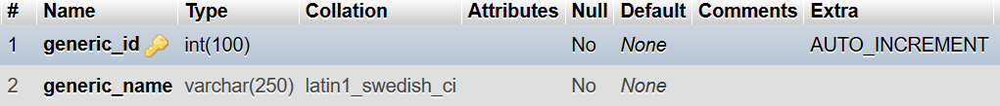 # Name Type Collation Attributes Null Default Comments Extra
1 generic_id int(100) No None AUTO_INCREMENT
2 generic_name varchar(250) latin1_swedish_ci No None